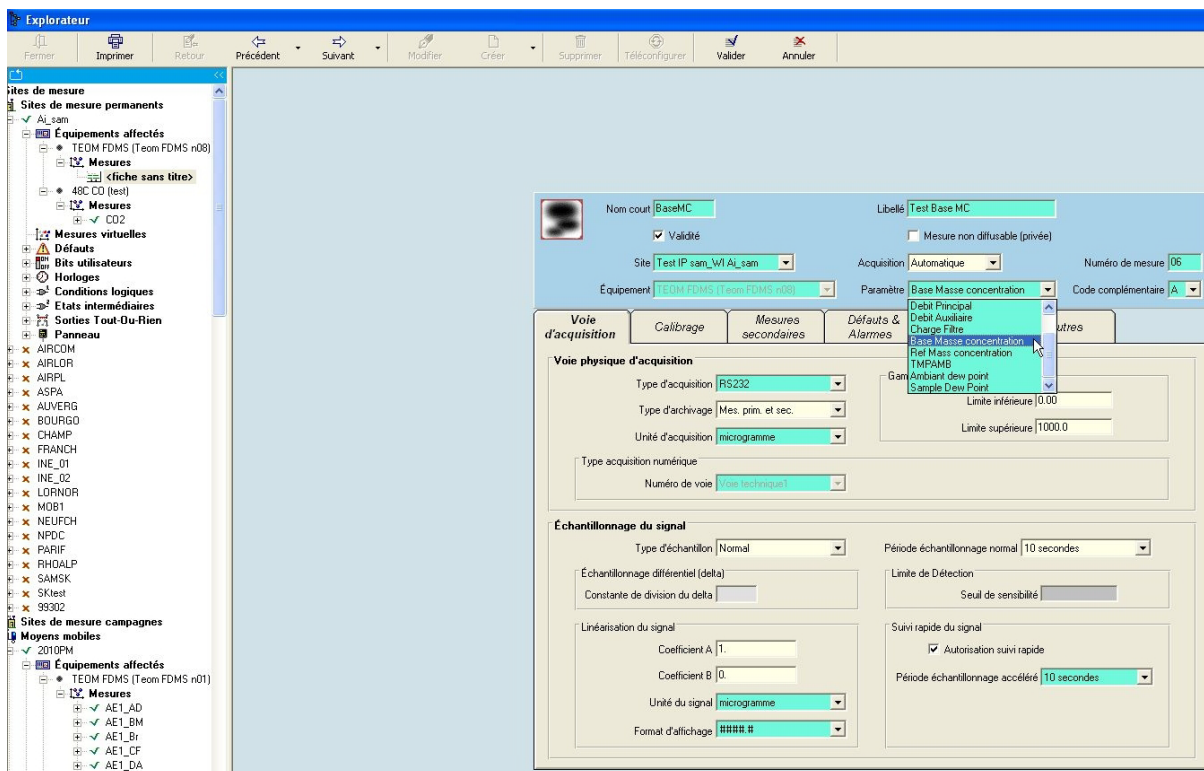 Explorateur
Fermer Imprimer Retour Précédent Suivant Modifier Créer Supprimer Téléconfigurer Valider Annuler
ites de mesure
Sites de mesure permanents
Ai_sam
Équipements affectés
TEOM FDMS (Teom FDMS n08)
Mesures
<fiche sans titre>
48C CO (test)
Mesures
CO2
Mesures virtuelles
Défauts
Bits utilisateurs
Horloges
Conditions logiques
Etats intermédiaires
Sorties Tout-Ou-Rien
Panneau
AIRCOM
AIRLOR
AIRPL
ASPA
AUVERG
BOURGO
CHAMP
FRANCH
INE_01
INE_02
LORNOR
MOB1
NEUFCH
NPDC
PARIF
RHOALP
SAMSK
SKtest
99302
Sites de mesure campagnes
Moyens mobiles
2010PM
Équipements affectés
TEOM FDMS (Teom FDMS n01)
Mesures
AE1_AD
AE1_BM
AE1_Br
AE1_CF
AE1_DA
Nom court BaseMC Libellé Test Base MC
Validité Mesure non diffusable (privée)
Site Test IP sam_WI Ai_sam Acquisition Automatique Numéro de mesure 06
Équipement TEOM FDMS (Teom FDMS n08) Paramètre Base Masse concentration Code complémentaire A
Debit Principal
Debit Auxiliaire
Charge Filtre
Base Masse concentration
Ref Mass concentration
TMPAMB
Ambiant dew point
Sample Dew Point
Voie d'acquisition Calibrage Mesures secondaires Défauts & Alarmes utres
Voie physique d'acquisition
Type d'acquisition RS232 Gam
Type d'archivage Mes. prim. et sec. Limite inférieure 0.00
Unité d'acquisition microgramme Limite supérieure 1000.0
Type acquisition numérique
Numéro de voie Voie technique1
Échantillonnage du signal
Type d'échantillon Normal Période échantillonnage normal 10 secondes
Échantillonnage différentiel (delta) Limite de Détection
Constante de division du delta Seuil de sensibilité
Linéarisation du signal Suivi rapide du signal
Coefficient A 1. Autorisation suivi rapide
Coefficient B 0. Période échantillonnage accéléré 10 secondes
Unité du signal microgramme
Format d'affichage ####.#